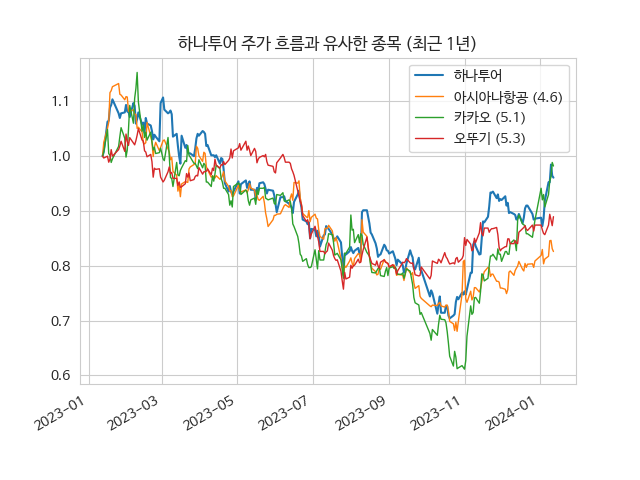 하나투어 주가 흐름과 유사한 종목 (최근 1년)
하나투어
아시아나항공 (4.6)
카카오 (5.1)
오뚜기 (5.3)
1.1
1.0
0.9
0.8
0.7
0.6
2023-01
2023-03
2023-05
2023-07
2023-09
2023-11
2024-01